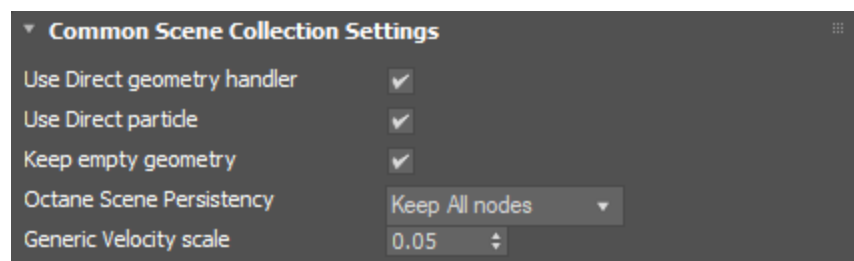 Common Scene Collection Settings
Use Direct geometry handler
Use Direct particle
Keep empty geometry
Octane Scene Persistency Keep All nodes
Generic Velocity scale 0.05